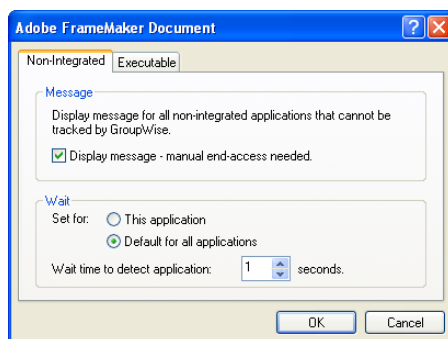 Adobe FrameMaker Document
Non-Integrated Executable
Message
Display message for all non-integrated applications that cannot be
tracked by GroupWise.
Display message - manual end-access needed.
Wait
Set for: This application
Default for all applications
Wait time to detect application: 1 seconds.
OK Cancel